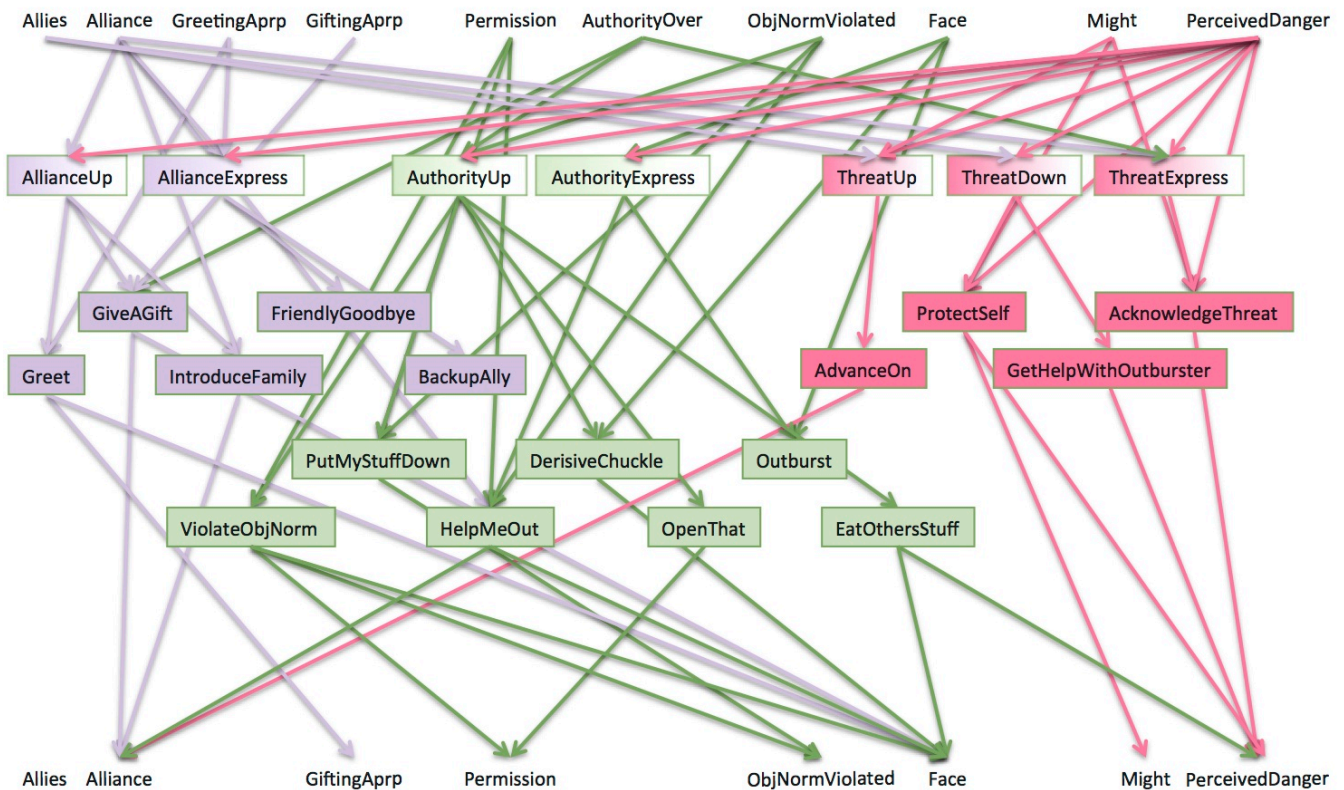 Allies Alliance GreetingAprp GiftingAprp Permission AuthorityOver ObjNormViolated Face Might PerceivedDanger
AllianceUp AllianceExpress AuthorityUp AuthorityExpress ThreatUp ThreatDown ThreatExpress
GiveAGift FriendlyGoodbye ProtectSelf AcknowledgeThreat
Greet IntroduceFamily BackupAlly AdvanceOn GetHelpWithOutburster
PutMyStuffDown DerisiveChuckle Outburst
ViolateObjNorm HelpMeOut OpenThat EatOthersStuff
Allies Alliance GiftingAprp Permission ObjNormViolated Face Might PerceivedDanger